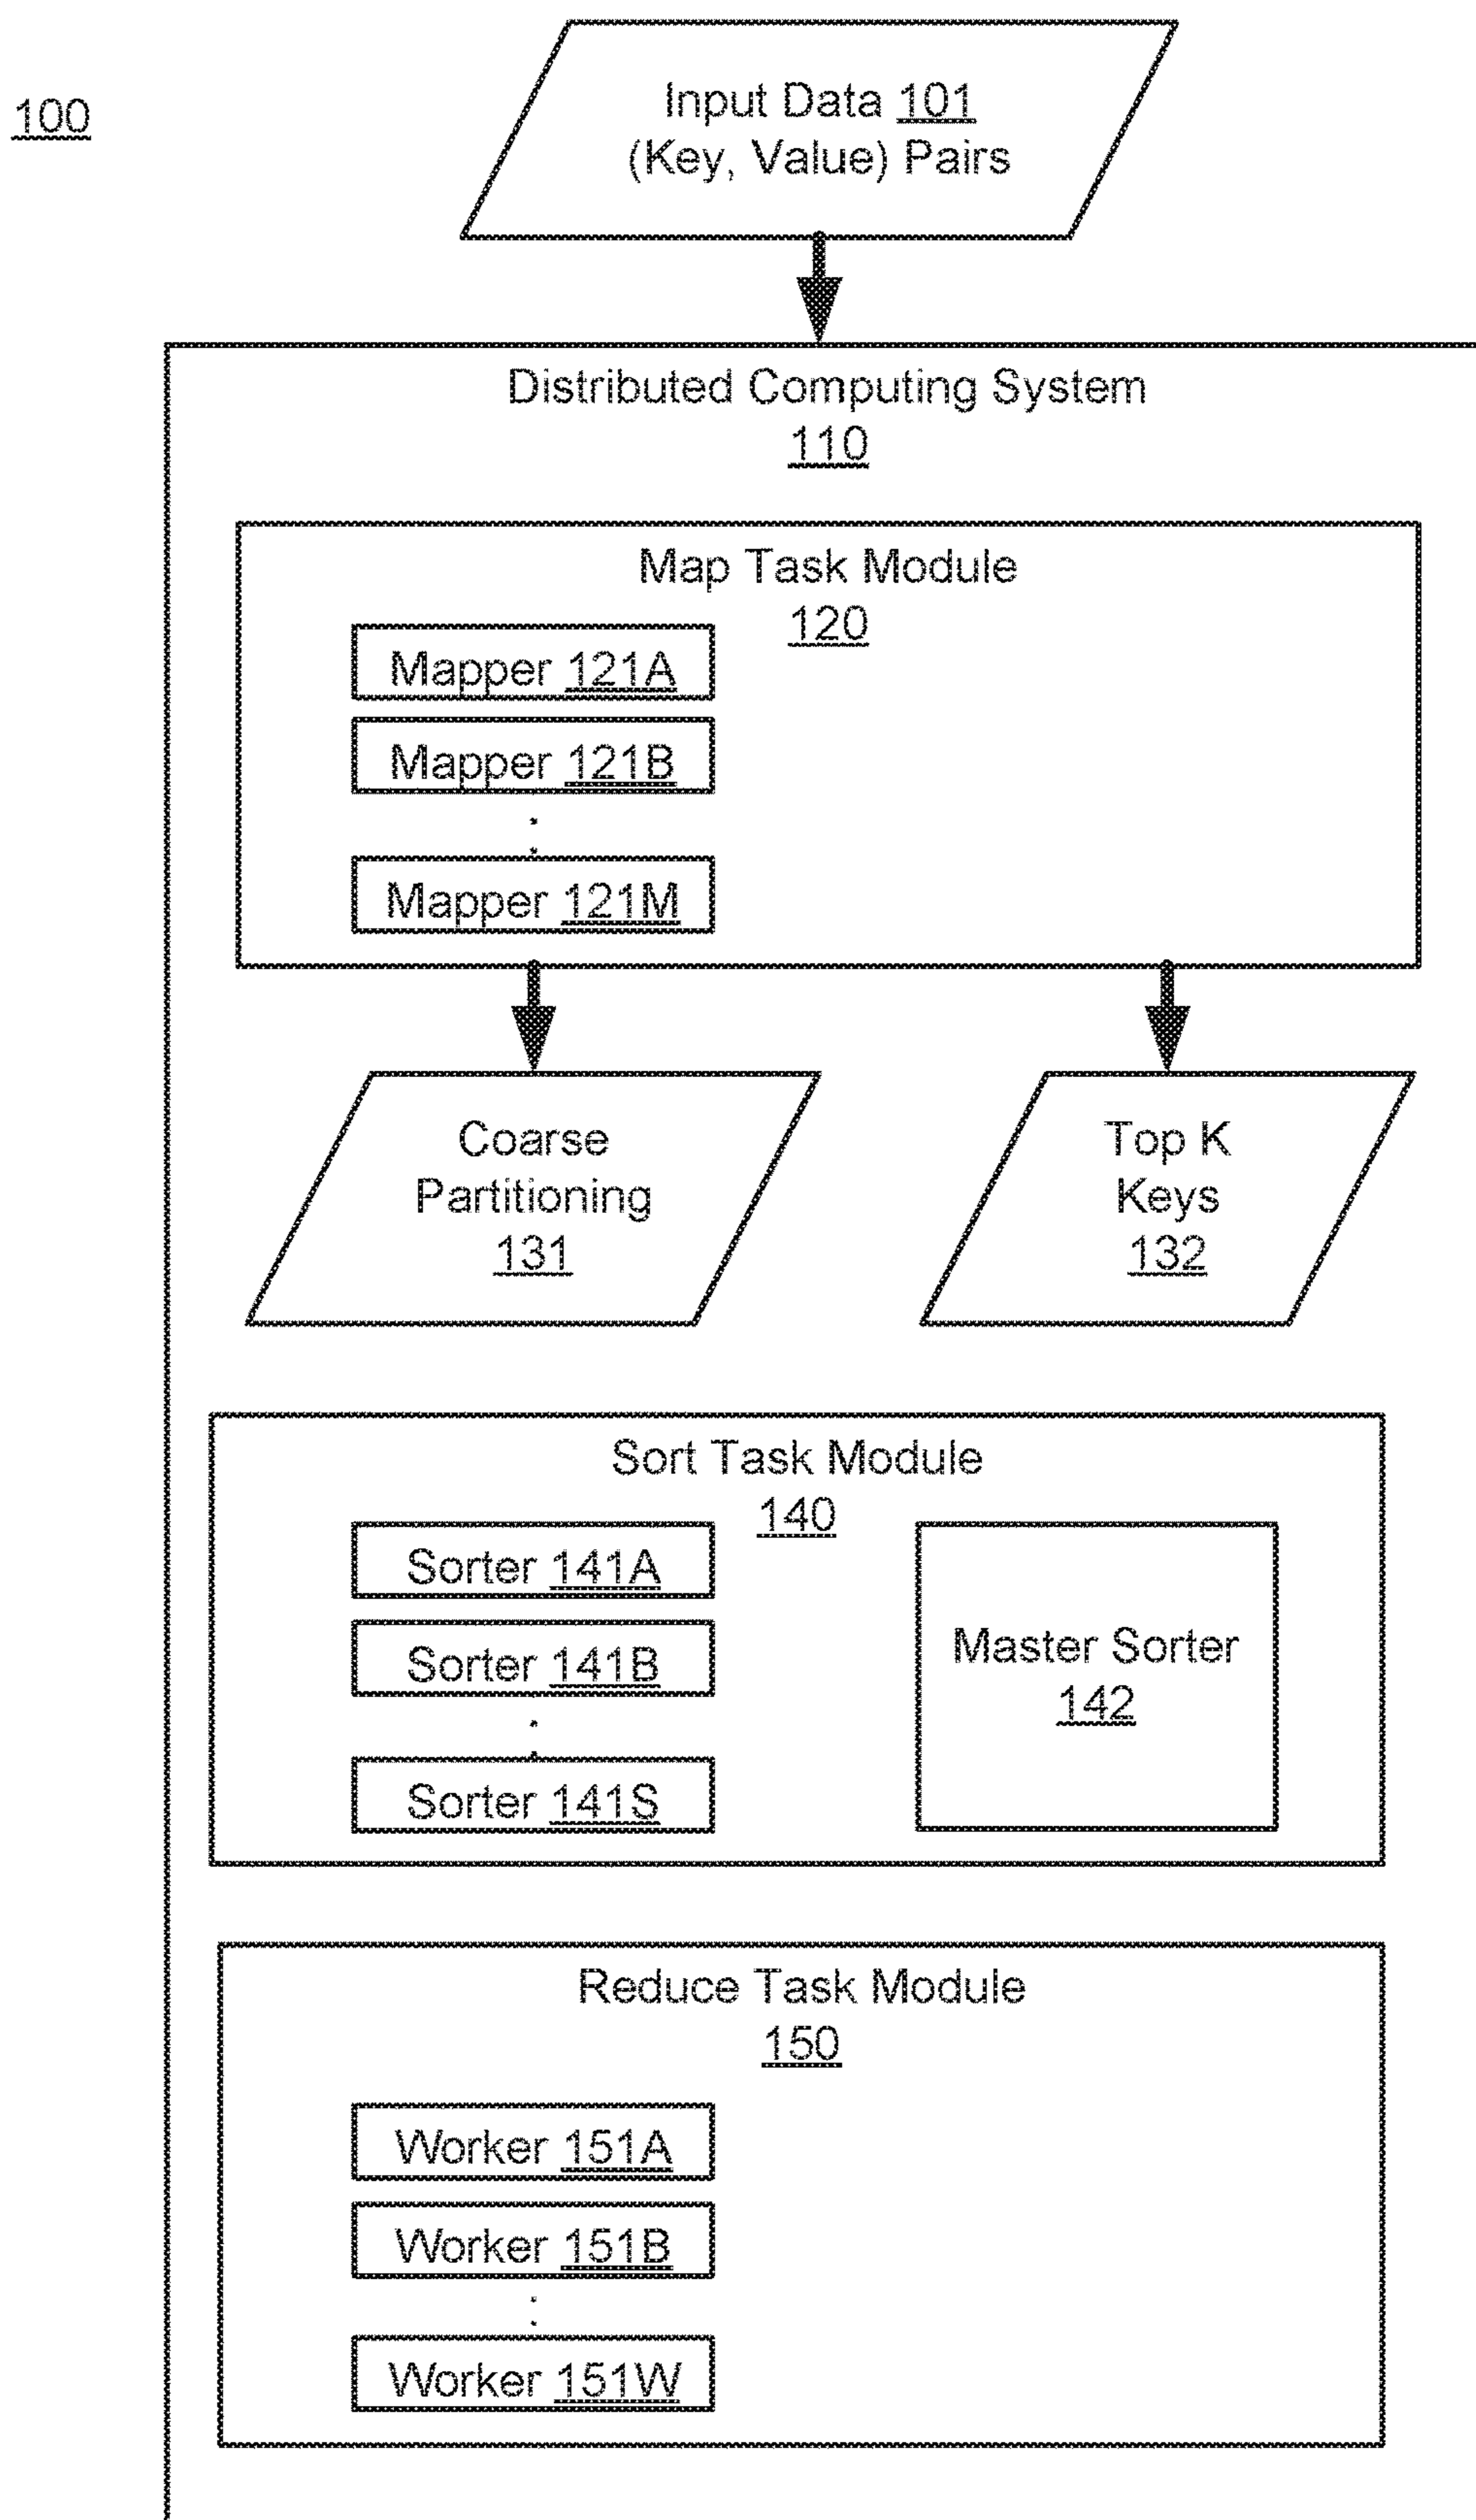 100
Input Data 101
(Key, Value) Pairs
Distributed Computing System
110
Map Task Module
120
Mapper 121A
Mapper 121B
Mapper 121M
Coarse
Partitioning
131
Top K
Keys
132
Sort Task Module
140
Sorter 141A
Sorter 141B
Sorter 141S
Master Sorter
142
Reduce Task Module
150
Worker 151A
Worker 151B
Worker 151W